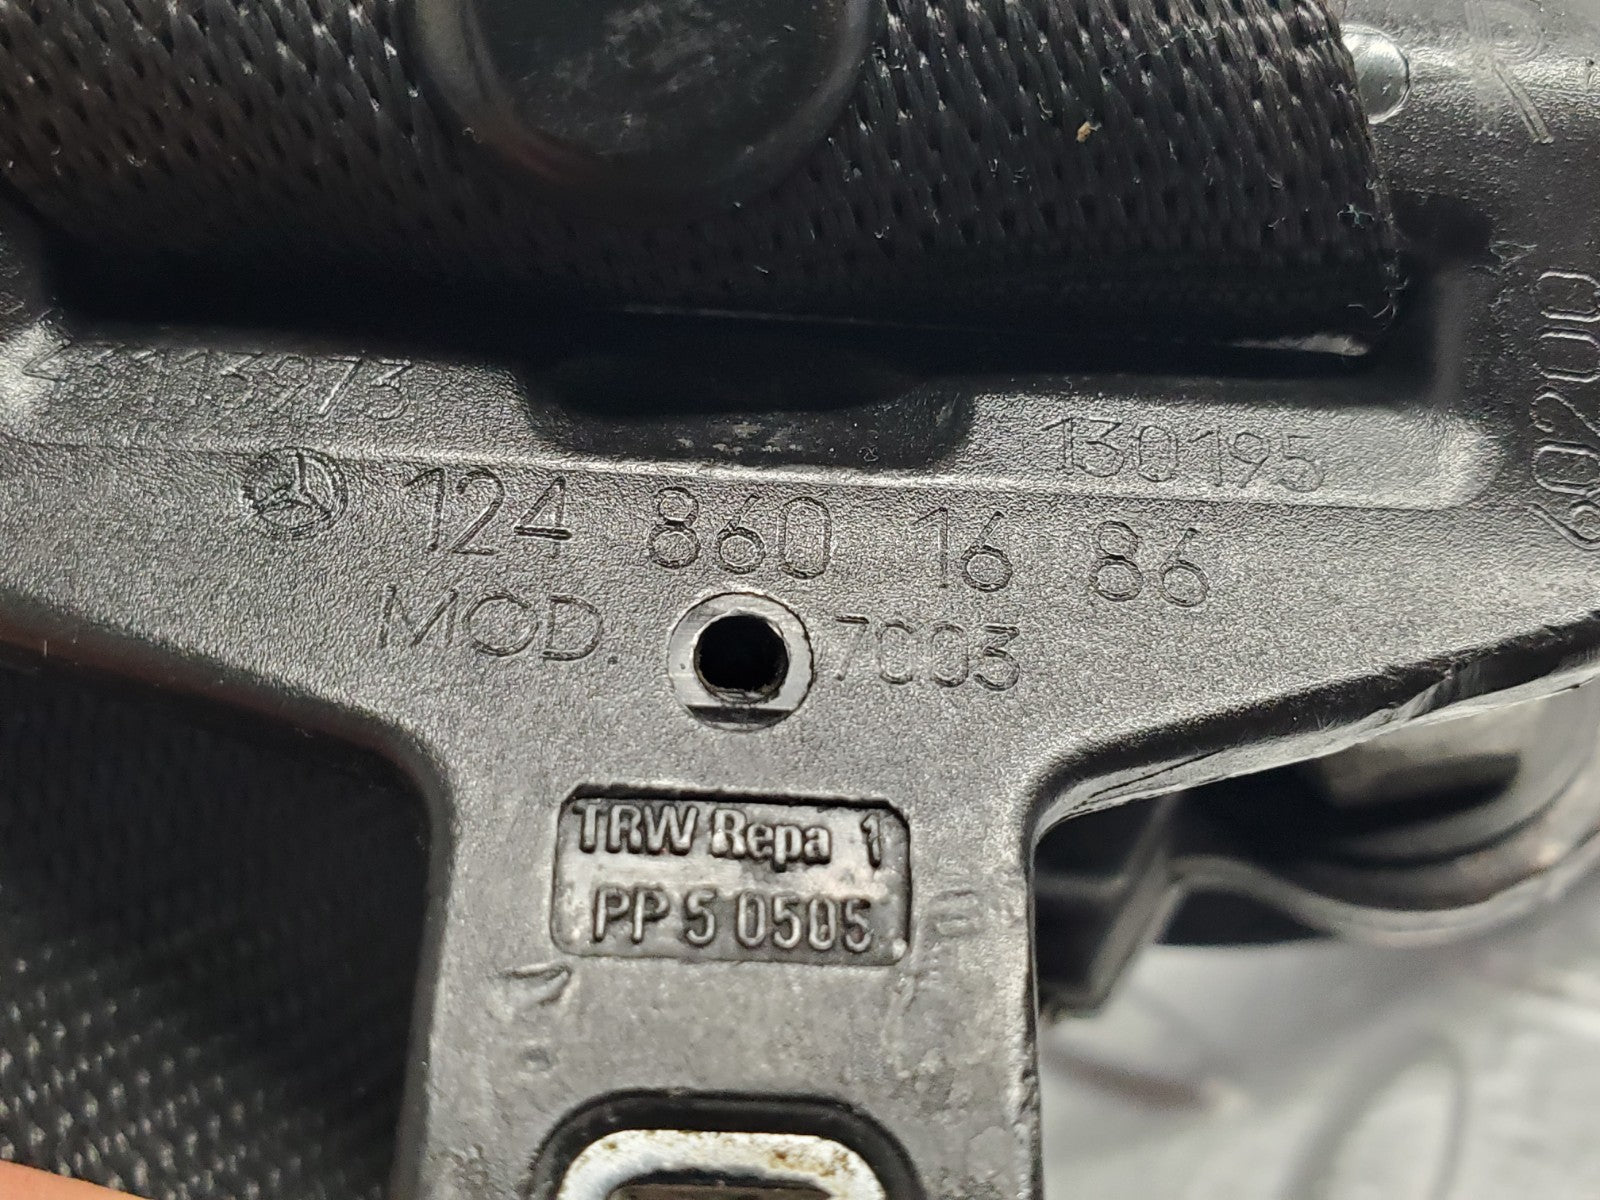 130195
124 860 16 86
MOD. 7003
TRW Repa 1
PP 5 0505